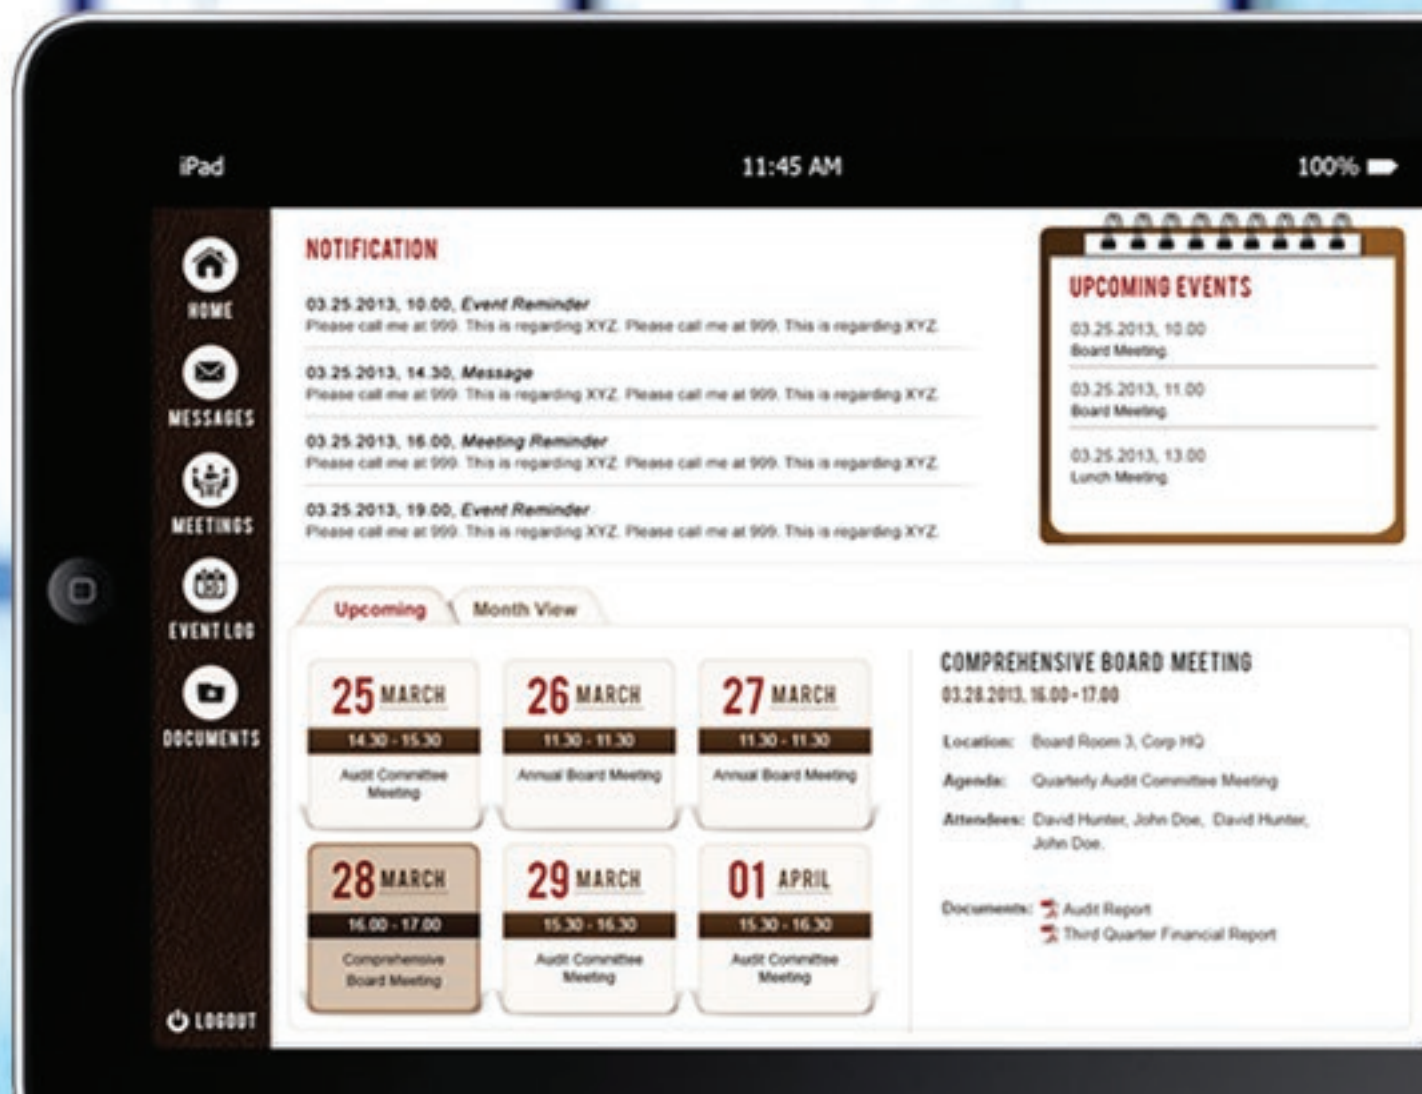 iPad 11:45 AM 100%
HOME
MESSAGES
MEETINGS
EVENT LOG
DOCUMENTS
LOGOUT
NOTIFICATION
03.25.2013, 10.00, Event Reminder
Please call me at 999. This is regarding XYZ. Please call me at 999. This is regarding XYZ.
03.25.2013, 14.30, Message
Please call me at 999. This is regarding XYZ. Please call me at 999. This is regarding XYZ.
03.25.2013, 16.00, Meeting Reminder
Please call me at 999. This is regarding XYZ. Please call me at 999. This is regarding XYZ.
03.25.2013, 19.00, Event Reminder
Please call me at 999. This is regarding XYZ. Please call me at 999. This is regarding XYZ.
UPCOMING EVENTS
03.25.2013, 10.00
Board Meeting
03.25.2013, 11.00
Board Meeting
03.25.2013, 13.00
Lunch Meeting
Upcoming
Month View
25 MARCH
14.30 - 15.30
Audit Committee
Meeting
26 MARCH
11.30 - 11.30
Annual Board Meeting
27 MARCH
11.30 - 11.30
Annual Board Meeting
28 MARCH
16.00 - 17.00
Comprehensive
Board Meeting
29 MARCH
15.30 - 16.30
Audit Committee
Meeting
01 APRIL
15.30 - 16.30
Audit Committee
Meeting
COMPREHENSIVE BOARD MEETING
03.28.2013, 16.00 - 17.00
Location: Board Room 3, Corp HQ
Agenda: Quarterly Audit Committee Meeting
Attendees: David Hunter, John Doe, David Hunter,
John Doe.
Documents: Audit Report
Third Quarter Financial Report